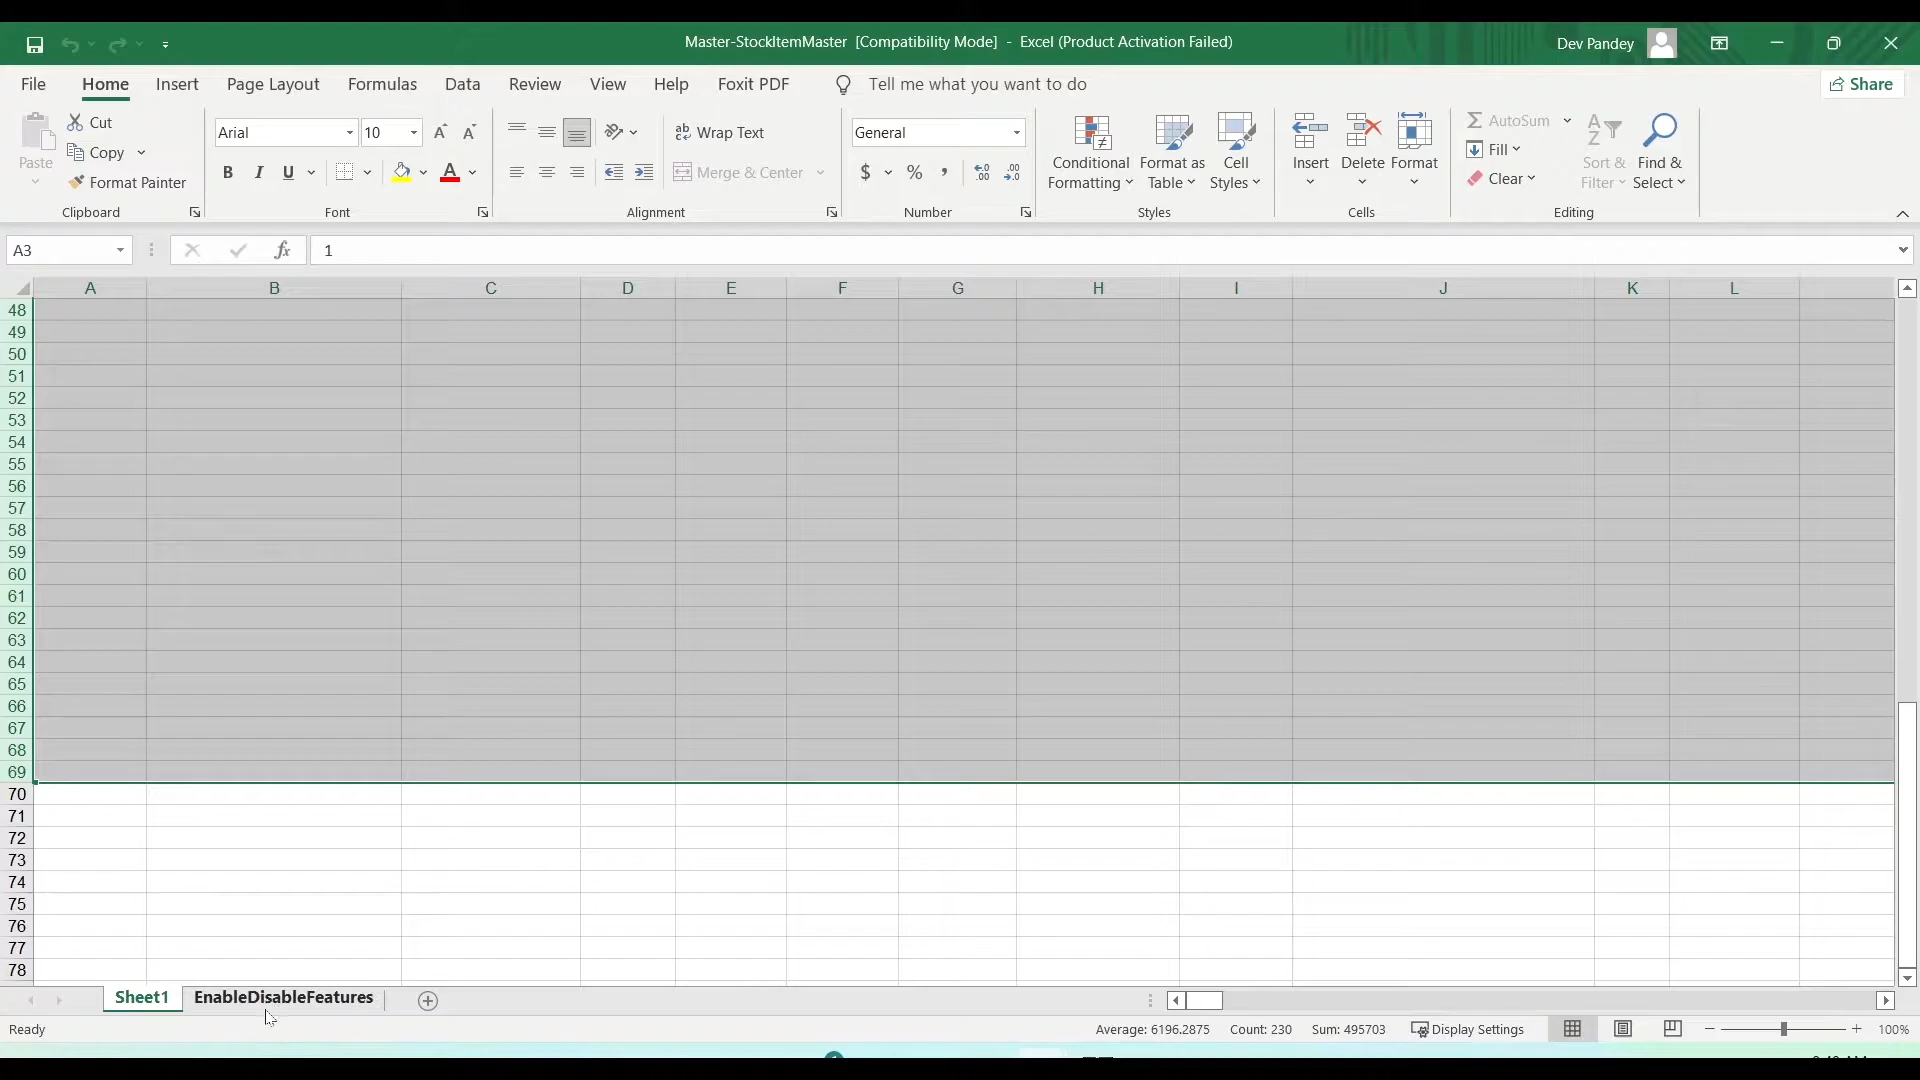 Master-StockItemMaster [Compatibility Mode] - Excel (Product Activation Failed)
Dev Pandey
File Home Insert Page Layout Formulas Data Review View Help Foxit PDF Tell me what you want to do Share
Paste
Cut
Copy
Format Painter
Clipboard
Arial 10
B I U A
Font
Wrap Text
Merge & Center
Alignment
General
$ % ,
Number
Conditional Formatting
Format as Table
Cell Styles
Styles
Insert Delete Format
Cells
AutoSum
Fill
Clear
Sort & Filter
Find & Select
Editing
A3 fx 1
A B C D E F G H I J K L
48
49
50
51
52
53
54
55
56
57
58
59
60
61
62
63
64
65
66
67
68
69
70
71
72
73
74
75
76
77
78
Sheet1 EnableDisableFeatures
Ready Average: 6196.2875 Count: 230 Sum: 495703 Display Settings 100%